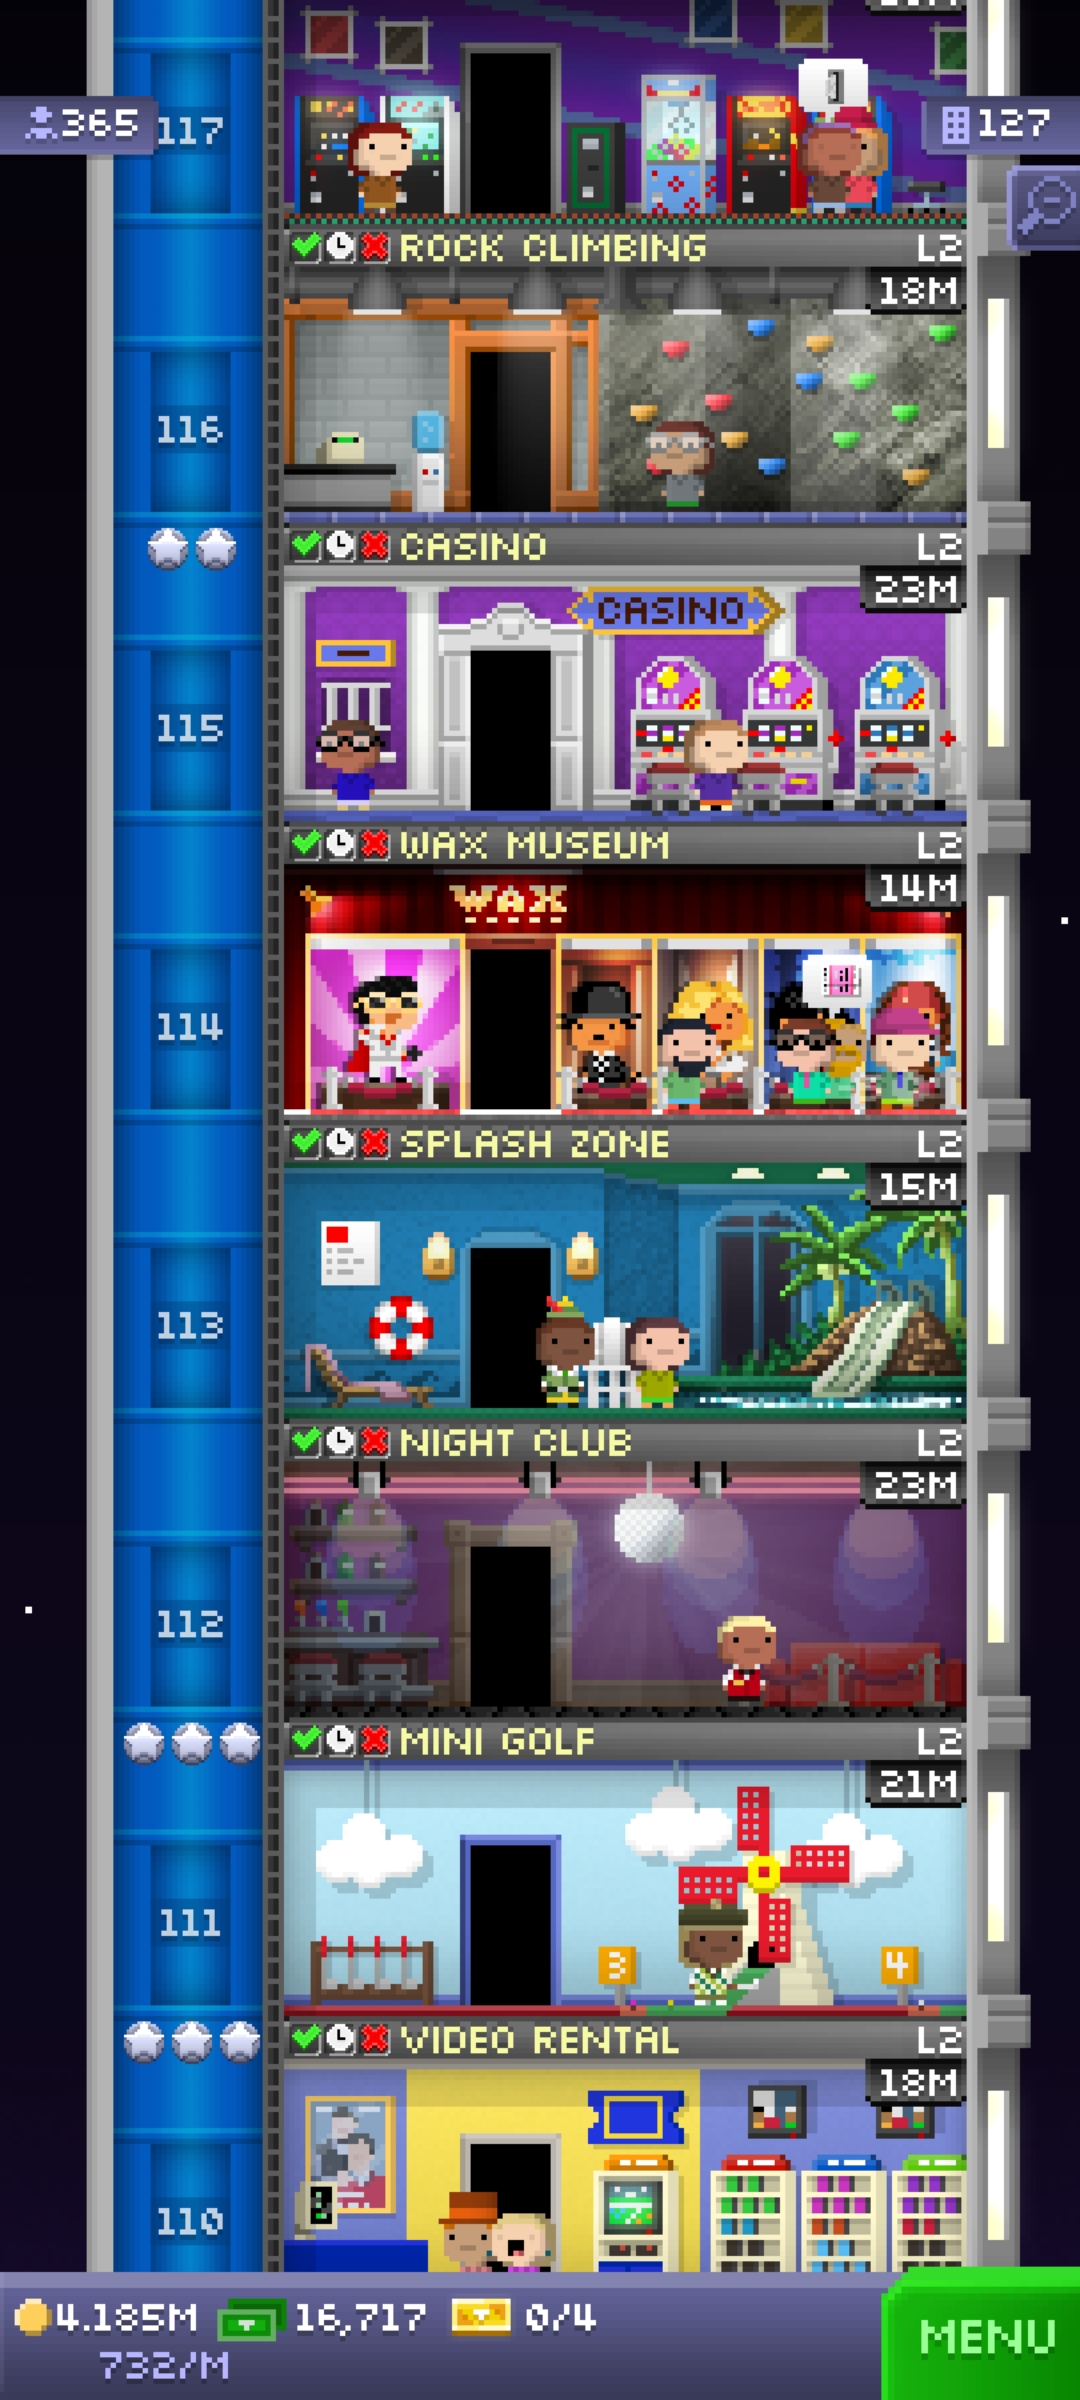 365
117
127
ROCK CLIMBING L2
18M
116
CASINO L2
23M
CASINO
115
WAX MUSEUM L2
14M
WAX
114
SPLASH ZONE L2
15M
113
NIGHT CLUB L2
23M
112
MINI GOLF L2
21M
111
3
4
VIDEO RENTAL L2
18M
110
4.185M 16,717 0/4
732/M
MENU